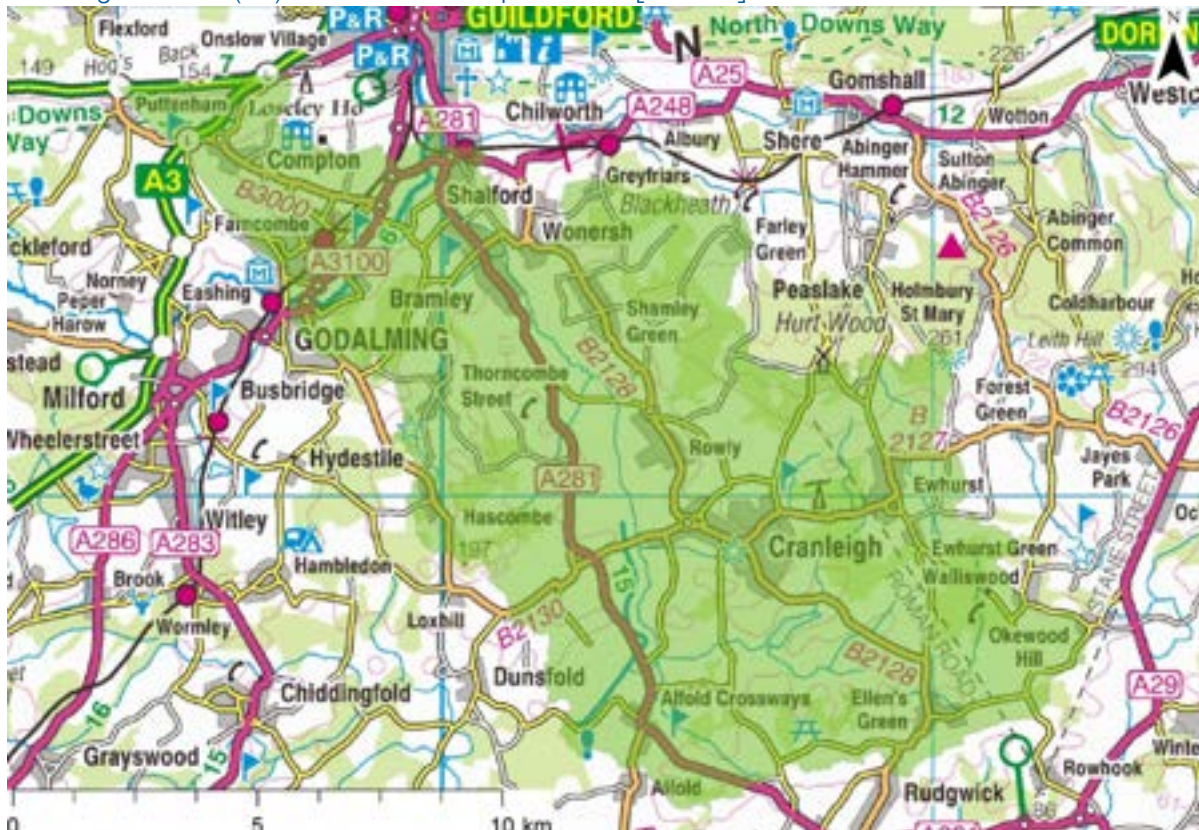 P&R
GUILDFORD
North Downs Way
N
N
Flexford
Onslow Village
P&R
149
Hog's
Back
154
7
226
183
A25
Gomshall
Puttenham
Loseley Ho
A281
Chilworth
A248
12
Wotton
Downs
Way
Compton
Albury
Shere
Abinger
Hammer
Sutton
Abinger
A3
B3000
Shalford
Greyfriars
Blackheath
Farncombe
Wonersh
Farley
Green
B2126
Abinger
Common
A3100
Norney
Peper
Harow
Eashing
Bramley
Shamley
Green
Peaslake
Hurt Wood
Holmbury
St Mary
261
Coldharbour
Leith Hill
294
GODALMING
B2128
Milford
Busbridge
Thorncombe
Street
Forest
Green
B
2127
B2126
Wheelerstreet
Hydestile
Rowly
Jayes
Park
A281
Ewhurst
STANE STREET
A286
A283
Witley
Hascombe
197
Cranleigh
Ewhurst Green
Walliswood
Brook
Hambledon
15
ROMAN ROAD
Wormley
Loxhill
B2130
Okewood
Hill
B2128
Chiddingfold
Dunsfold
Alfold Crossways
Ellen's
Green
A29
16
15
Grayswood
Alfold
Rudgwick
Rowhook
86
0
5
10 km